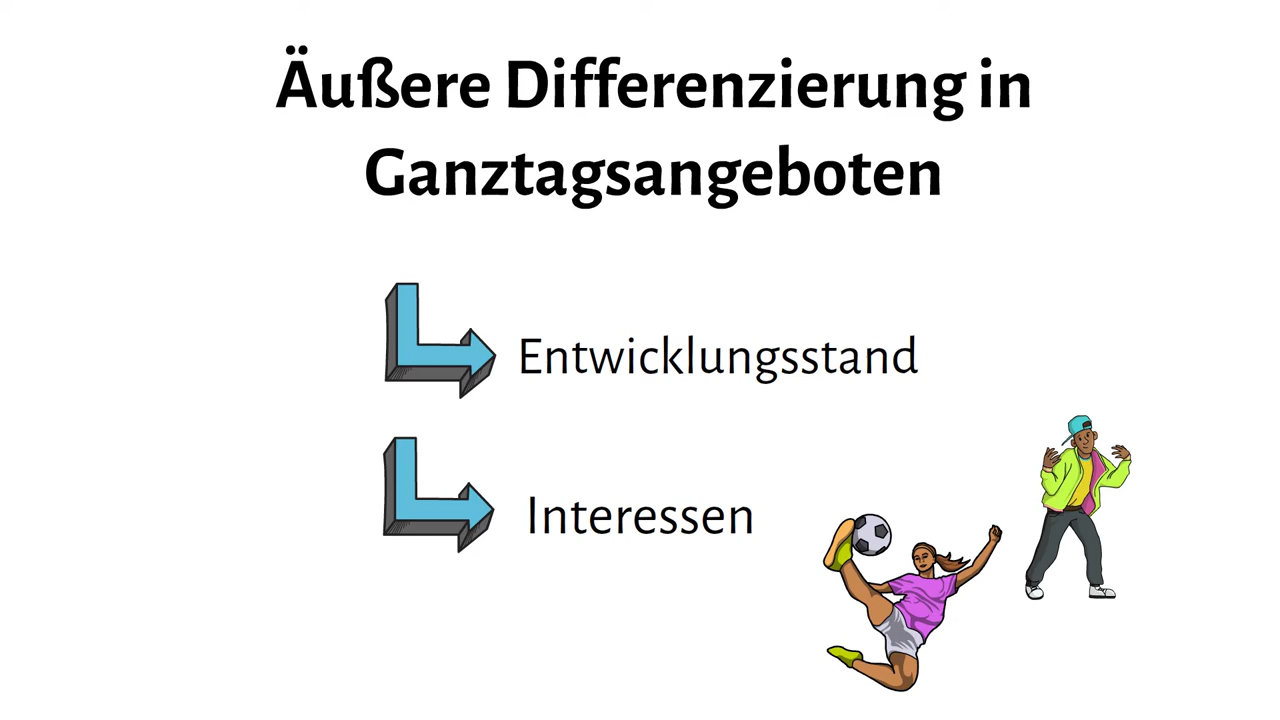 Äußere Differenzierung in
Ganztagsangeboten
Entwicklungsstand
Interessen